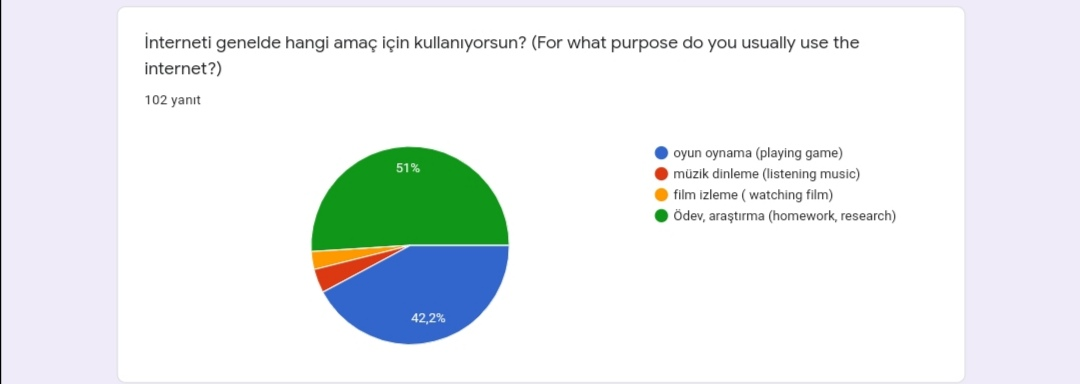 İnterneti genelde hangi amaç için kullanıyorsun? (For what purpose do you usually use the
internet?)
102 yanıt
51%
42,2%
oyun oynama (playing game)
müzik dinleme (listening music)
film izleme ( watching film)
Ödev, araştırma (homework, research)